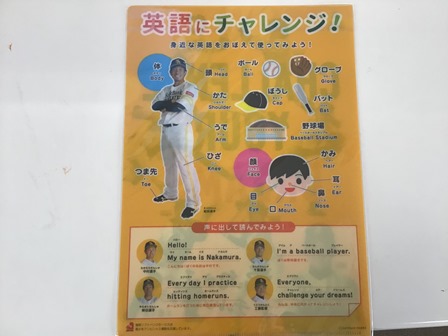 英語にチャレンジ！
身近な英語をおぼえて使ってみよう！
体
Body
頭 Head
かた
Shoulder
うで
Arm
ひざ
Knee
つま先
Toe
ボール
Ball
グローブ
Glove
ぼうし
Cap
バット
Bat
野球場
Baseball Stadium
顔
Face
かみ
Hair
耳
Ear
鼻
Nose
目
Eye
口 Mouth
声に出して読んでみよう！
Hello!
My name is Nakamura.
I'm a baseball player.
Every day I practice
hitting homeruns.
Everyone,
challenge your dreams!